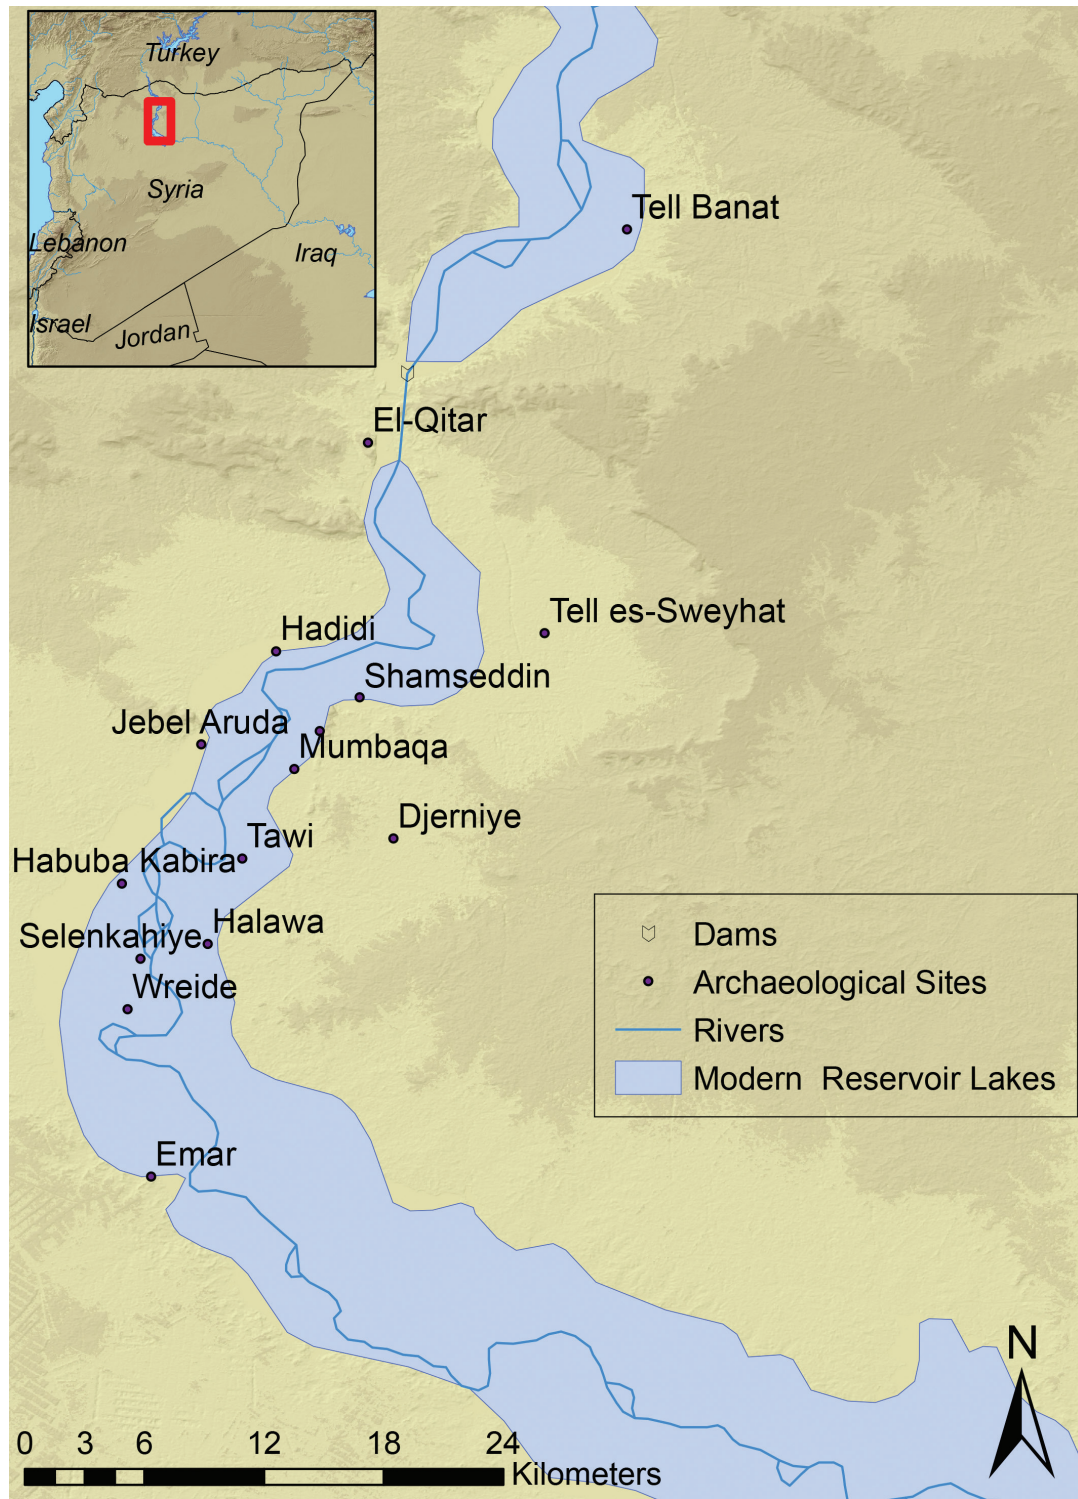 Turkey
Syria
Lebanon
Iraq
Israel
Jordan
Tell Banat
El-Qitar
Tell es-Sweyhat
Hadidi
Shamseddin
Jebel Aruda
Mumbaqa
Djerniye
Tawi
Habuba Kabira
Halawa
Selenkahiye
Wreide
Emar
Dams
Archaeological Sites
Rivers
Modern Reservoir Lakes
N
0 3 6 12 18 24
Kilometers